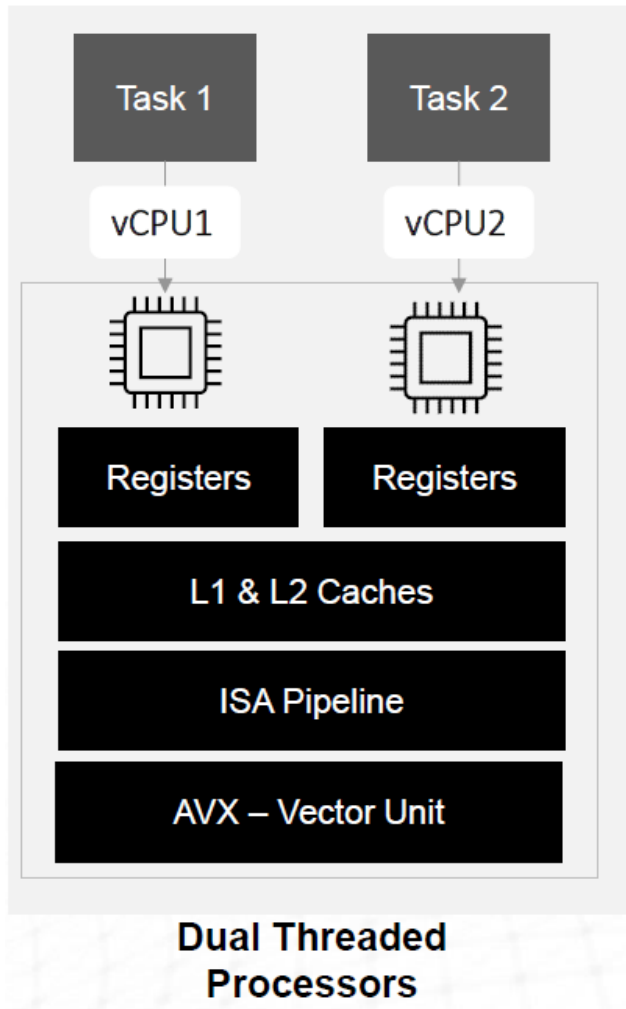 Task 1
Task 2
vCPU1
vCPU2
Registers
Registers
L1 & L2 Caches
ISA Pipeline
AVX – Vector Unit
Dual Threaded
Processors